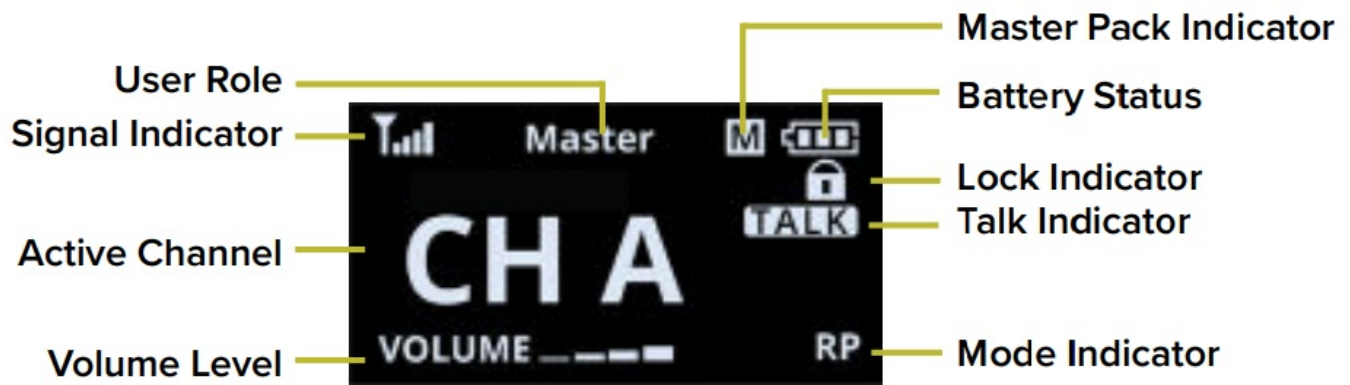 Master Pack Indicator
User Role
Battery Status
Signal Indicator
Master
M
Lock Indicator
TALK
Talk Indicator
Active Channel
CH A
Volume Level
VOLUME
RP
Mode Indicator